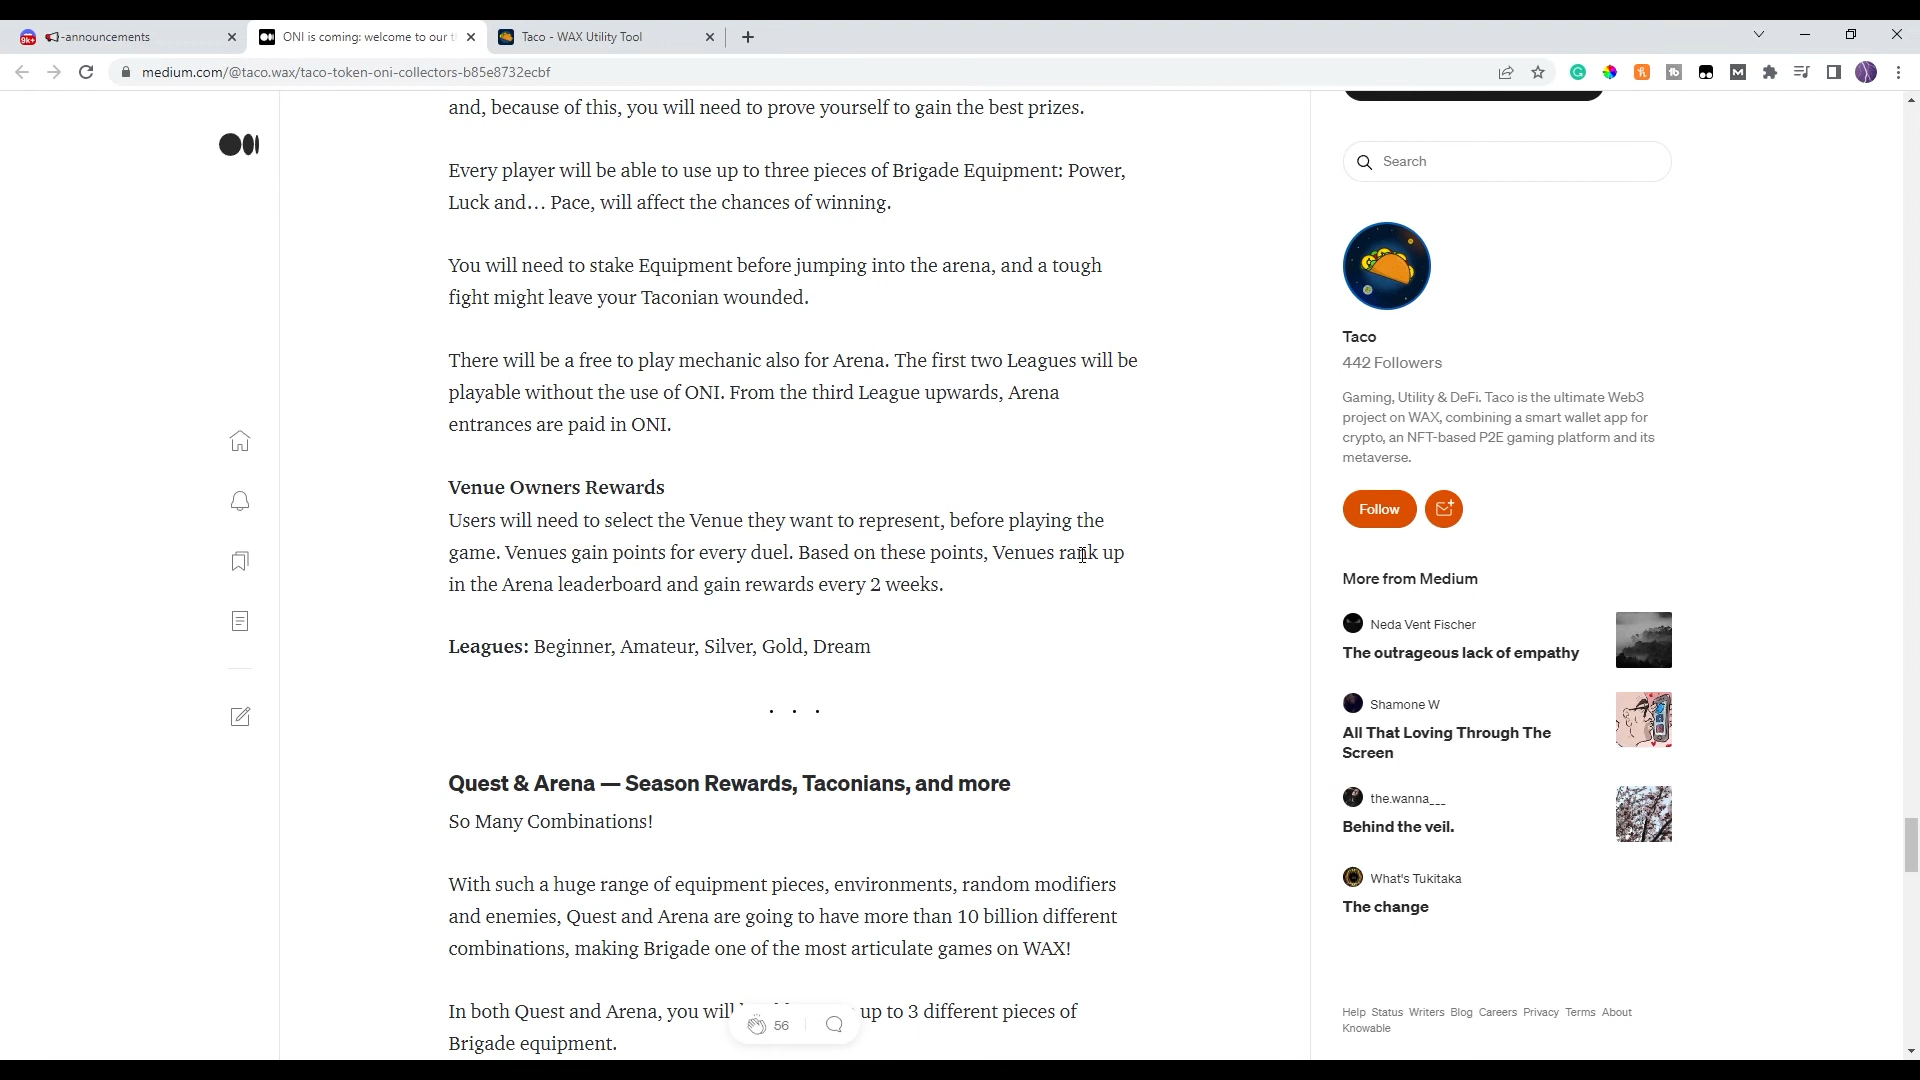 -announcements
ONI is coming: welcome to our t
Taco - WAX Utility Tool
medium.com/@taco.wax/taco-token-oni-collectors-b85e8732ecbf
and, because of this, you will need to prove yourself to gain the best prizes.
Every player will be able to use up to three pieces of Brigade Equipment: Power,
Luck and… Pace, will affect the chances of winning.
You will need to stake Equipment before jumping into the arena, and a tough
fight might leave your Taconian wounded.
There will be a free to play mechanic also for Arena. The first two Leagues will be
playable without the use of ONI. From the third League upwards, Arena
entrances are paid in ONI.
Venue Owners Rewards
Users will need to select the Venue they want to represent, before playing the
game. Venues gain points for every duel. Based on these points, Venues rank up
in the Arena leaderboard and gain rewards every 2 weeks.
Leagues: Beginner, Amateur, Silver, Gold, Dream
. . .
Quest & Arena — Season Rewards, Taconians, and more
So Many Combinations!
With such a huge range of equipment pieces, environments, random modifiers
and enemies, Quest and Arena are going to have more than 10 billion different
combinations, making Brigade one of the most articulate games on WAX!
In both Quest and Arena, you will up to 3 different pieces of
Brigade equipment.
56
Search
Taco
442 Followers
Gaming, Utility & DeFi. Taco is the ultimate Web3
project on WAX, combining a smart wallet app for
crypto, an NFT-based P2E gaming platform and its
metaverse.
Follow
More from Medium
Neda Vent Fischer
The outrageous lack of empathy
Shamone W
All That Loving Through The
Screen
the.wanna___
Behind the veil.
What's Tukitaka
The change
Help Status Writers Blog Careers Privacy Terms About
Knowable